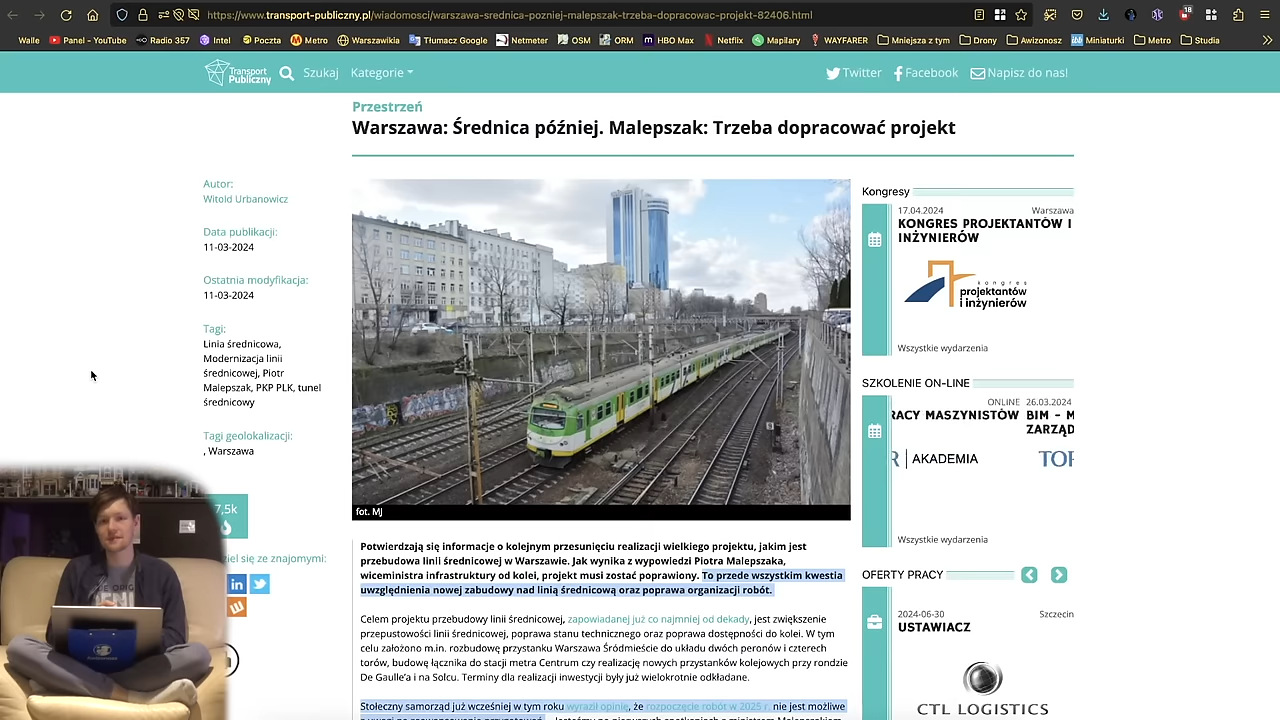 https://www.transport-publiczny.pl/wiadomosci/warszawa-srednica-pozniej-malepszak-trzeba-dopracowac-projekt-82406.html
18
Walle
Panel - YouTube
Radio 357
Intel
Poczta
Metro
Warszawikia
Tłumacz Google
Netmeter
OSM
ORM
HBO Max
Netflix
Mapilary
WAYFARER
Mniejsza z tym
Drony
Awizonosz
Miniaturki
Metro
Studia
Transport
Publiczny
Szukaj
Kategorie
Twitter
Facebook
Napisz do nas!
Przestrzeń
Warszawa: Średnica później. Malepszak: Trzeba dopracować projekt
Autor:
Witold Urbanowicz
Data publikacji:
11-03-2024
Ostatnia modyfikacja:
11-03-2024
Tagi:
Linia średnicowa,
Modernizacja linii
średnicowej, Piotr
Malepszak, PKP PLK, tunel
średnicowy
Tagi geolokalizacji:
, Warszawa
7,5k
ziel się ze znajomymi:
fot. MJ
Potwierdzają się informacje o kolejnym przesunięciu realizacji wielkiego projektu, jakim jest
przebudowa linii średnicowej w Warszawie. Jak wynika z wypowiedzi Piotra Malepszaka,
wiceministra infrastruktury od kolei, projekt musi zostać poprawiony. To przede wszystkim kwestia
uwzględnienia nowej zabudowy nad linią średnicową oraz poprawa organizacji robót.
Celem projektu przebudowy linii średnicowej, zapowiadanej już co najmniej od dekady, jest zwiększenie
przepustowości linii średnicowej, poprawa stanu technicznego oraz poprawa dostępności do kolei. W tym
celu założono m.in. rozbudowę przystanku Warszawa Śródmieście do układu dwóch peronów i czterech
torów, budowę łącznika do stacji metra Centrum czy realizację nowych przystanków kolejowych przy rondzie
De Gaulle'a i na Solcu. Terminy dla realizacji inwestycji były już wielokrotnie odkładane.
Stołeczny samorząd już wcześniej w tym roku wyraził opinię, że rozpoczęcie robót w 2025 r. nie jest możliwe
Kongresy
17.04.2024 Warszawa
KONGRES PROJEKTANTÓW I
INŻYNIERÓW
kongres
projektantów
i inżynierów
Wszystkie wydarzenia
SZKOLENIE ON-LINE
ONLINE 26.03.2024
RACY MASZYNISTÓW BIM - M
ZARZĄD
R AKADEMIA TOR
Wszystkie wydarzenia
OFERTY PRACY
2024-06-30 Szczecin
USTAWIACZ
CTL LOGISTICS